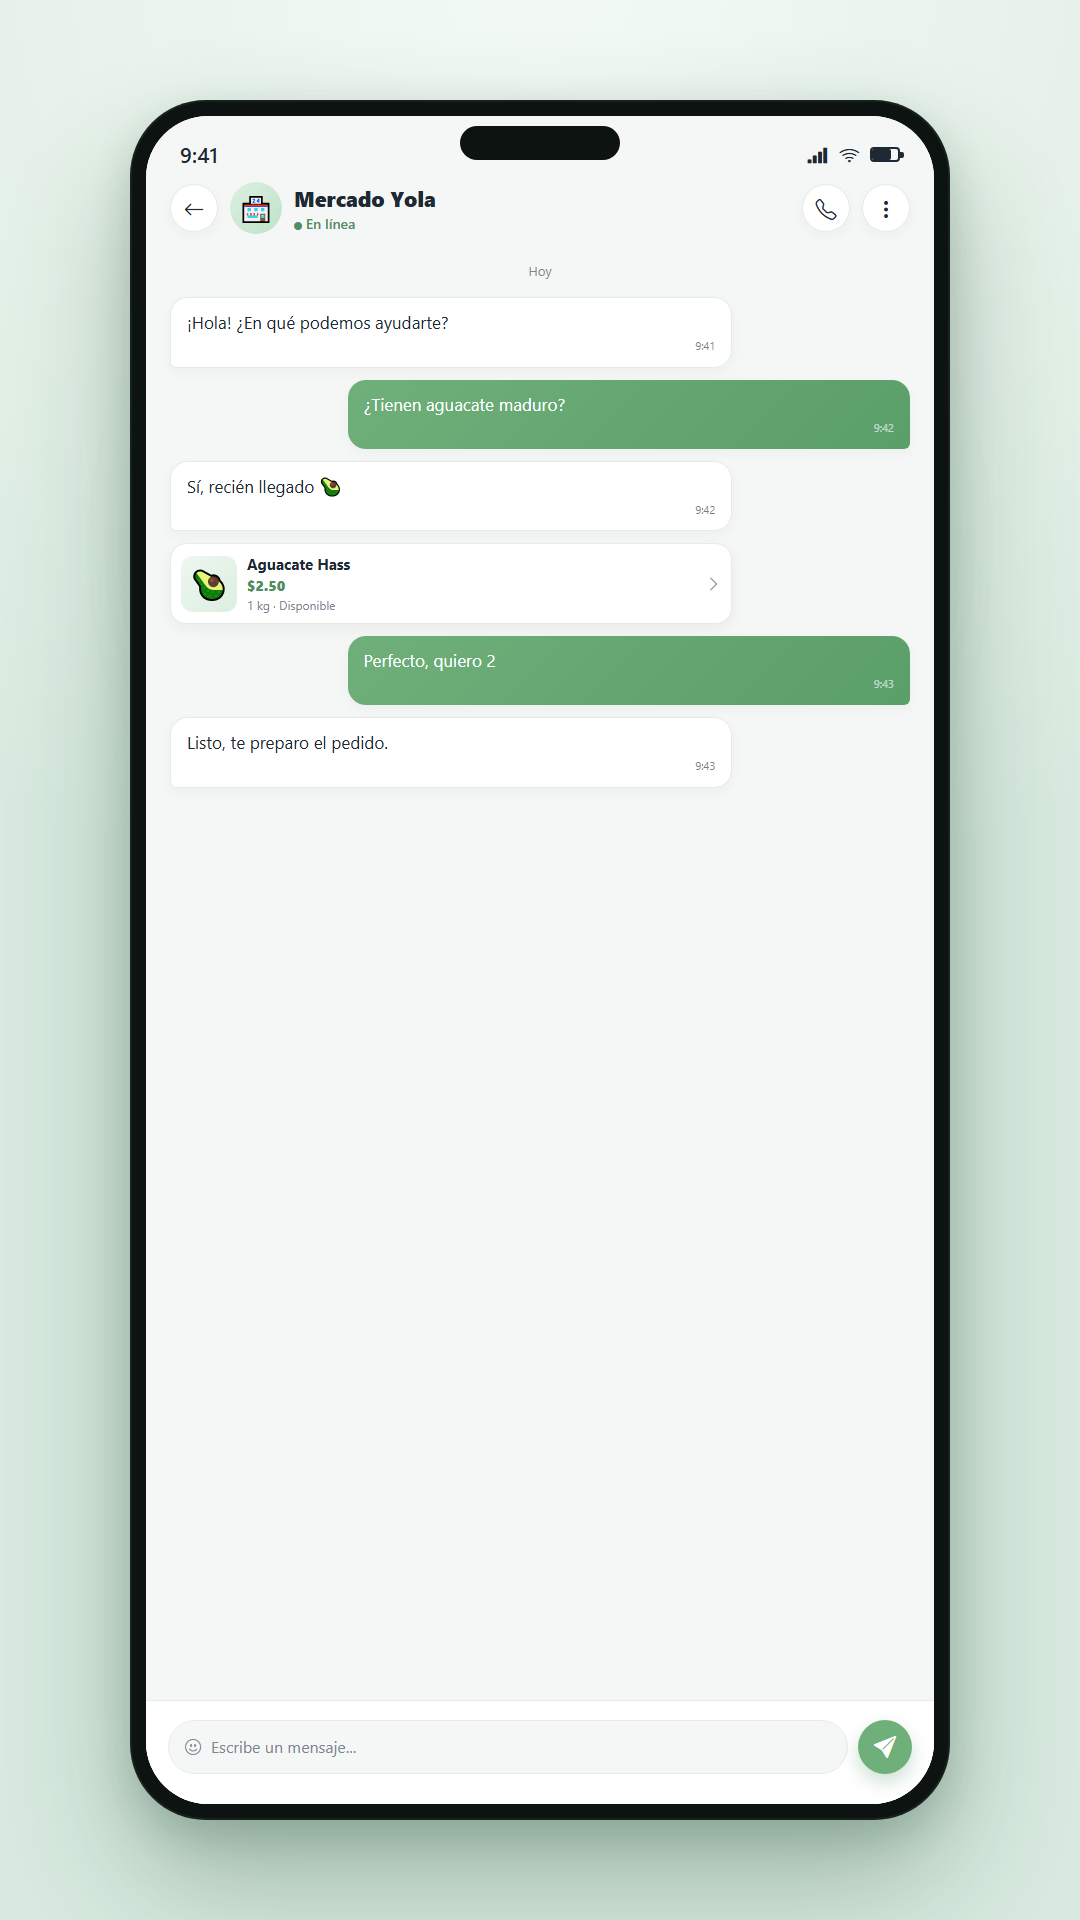 9:41
Mercado Yola
En línea
Hoy
¡Hola! ¿En qué podemos ayudarte?
9:41
¿Tienen aguacate maduro?
9:42
Sí, recién llegado 🥑
9:42
Aguacate Hass
$2.50
1 kg · Disponible
Perfecto, quiero 2
9:43
Listo, te preparo el pedido.
9:43
Escribe un mensaje...